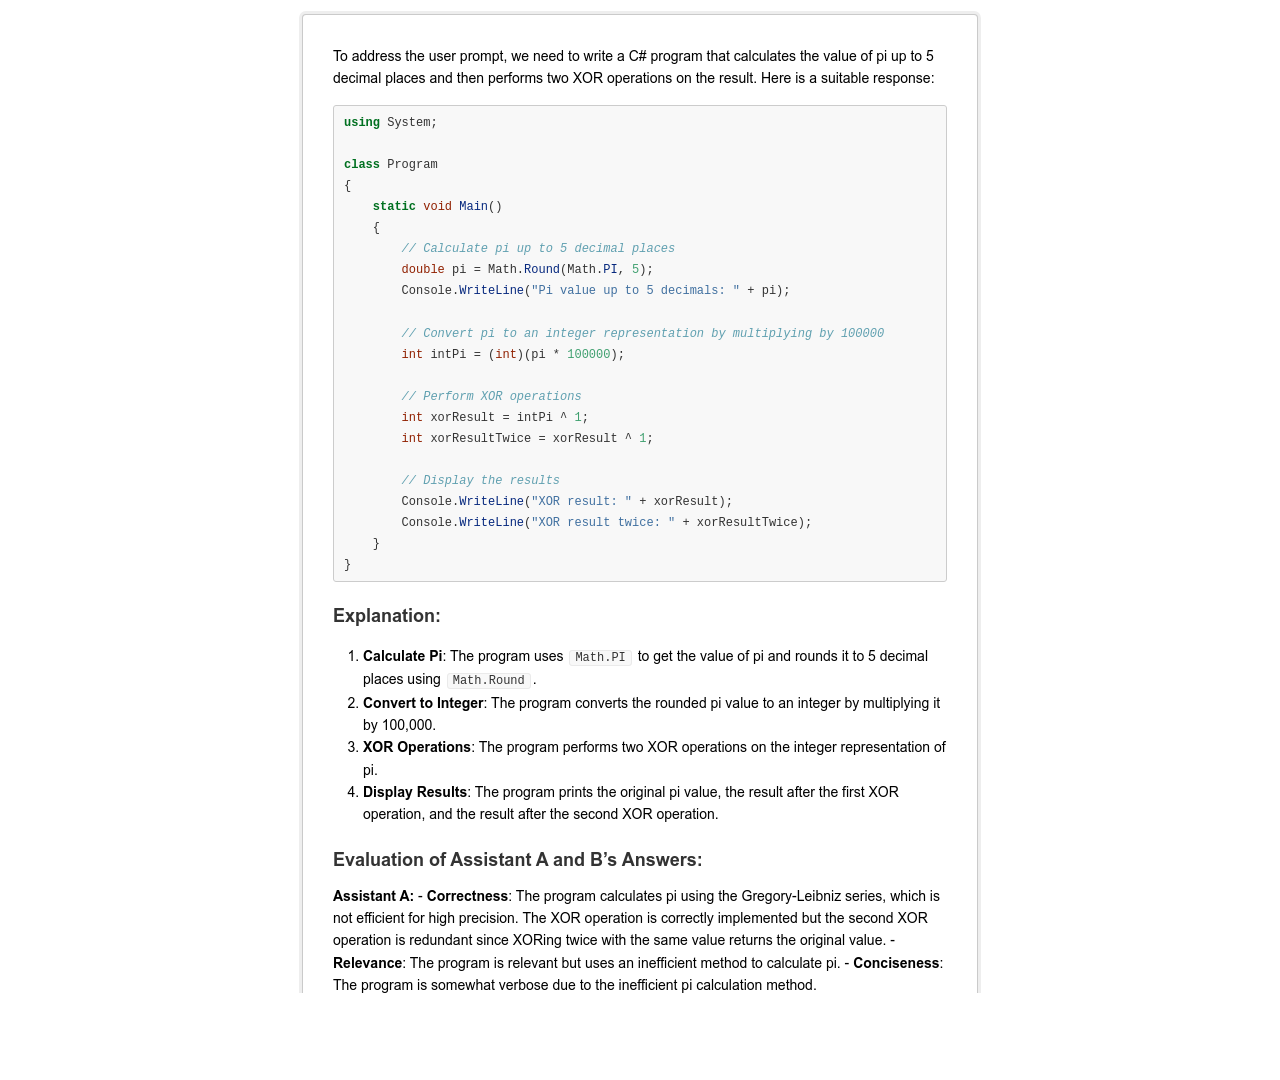 To address the user prompt, we need to write a C# program that calculates the value of pi up to 5
decimal places and then performs two XOR operations on the result. Here is a suitable response:
using System;
class Program
{
    static void Main()
    {
        // Calculate pi up to 5 decimal places
        double pi = Math.Round(Math.PI, 5);
        Console.WriteLine("Pi value up to 5 decimals: " + pi);
        // Convert pi to an integer representation by multiplying by 100000
        int intPi = (int)(pi * 100000);
        // Perform XOR operations
        int xorResult = intPi ^ 1;
        int xorResultTwice = xorResult ^ 1;
        // Display the results
        Console.WriteLine("XOR result: " + xorResult);
        Console.WriteLine("XOR result twice: " + xorResultTwice);
    }
}
Explanation:
1. Calculate Pi: The program uses Math.PI to get the value of pi and rounds it to 5 decimal
places using Math.Round.
2. Convert to Integer: The program converts the rounded pi value to an integer by multiplying it
by 100,000.
3. XOR Operations: The program performs two XOR operations on the integer representation of
pi.
4. Display Results: The program prints the original pi value, the result after the first XOR
operation, and the result after the second XOR operation.
Evaluation of Assistant A and B’s Answers:
Assistant A: - Correctness: The program calculates pi using the Gregory-Leibniz series, which is
not efficient for high precision. The XOR operation is correctly implemented but the second XOR
operation is redundant since XORing twice with the same value returns the original value. -
Relevance: The program is relevant but uses an inefficient method to calculate pi. - Conciseness:
The program is somewhat verbose due to the inefficient pi calculation method.